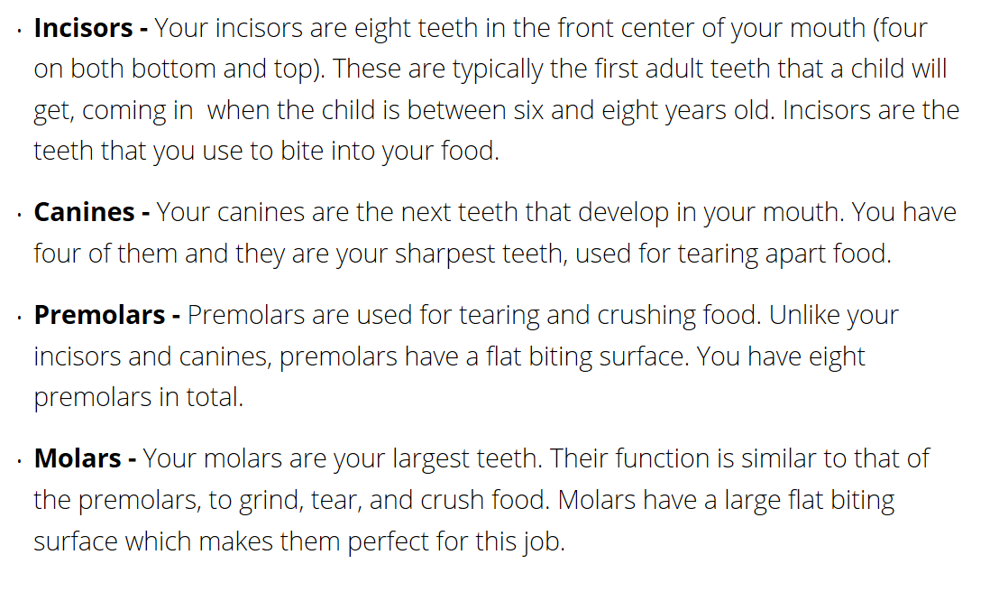 · Incisors - Your incisors are eight teeth in the front center of your mouth (four
on both bottom and top). These are typically the first adult teeth that a child will
get, coming in  when the child is between six and eight years old. Incisors are the
teeth that you use to bite into your food.
· Canines - Your canines are the next teeth that develop in your mouth. You have
four of them and they are your sharpest teeth, used for tearing apart food.
· Premolars - Premolars are used for tearing and crushing food. Unlike your
incisors and canines, premolars have a flat biting surface. You have eight
premolars in total.
· Molars - Your molars are your largest teeth. Their function is similar to that of
the premolars, to grind, tear, and crush food. Molars have a large flat biting
surface which makes them perfect for this job.